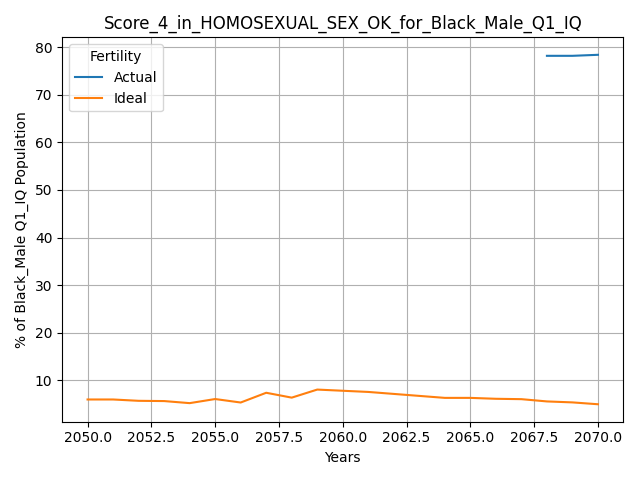 Score_4_in_HOMOSEXUAL_SEX_OK_for_Black_Male_Q1_IQ
Fertility
Actual
Ideal
% of Black_Male Q1_IQ Population
80
70
60
50
40
30
20
10
2050.0 2052.5 2055.0 2057.5 2060.0 2062.5 2065.0 2067.5 2070.0
Years